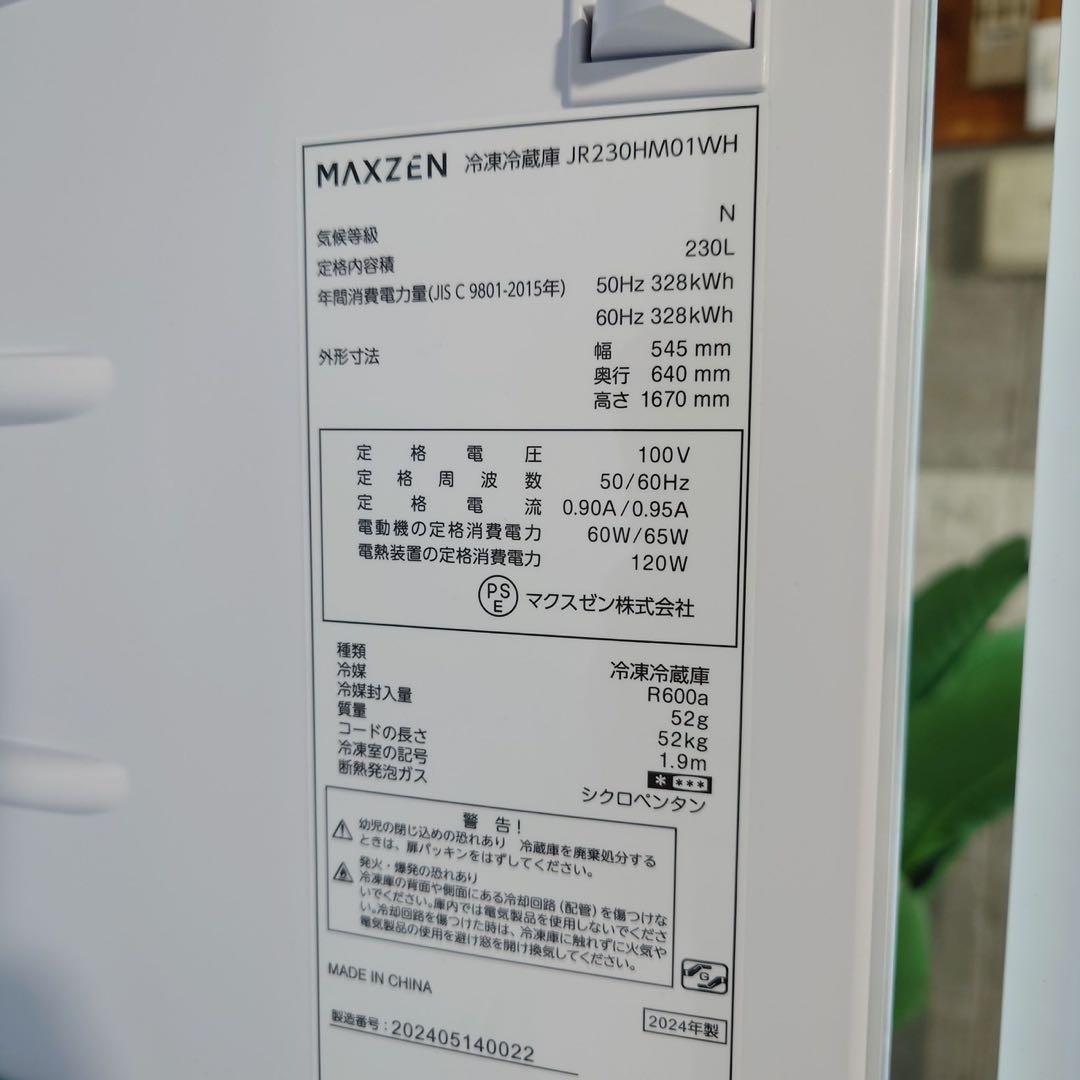 MAXZEN 冷凍冷蔵庫 JR230HM01WH
気候等級 N
定格内容積 230L
年間消費電力量(JIS C 9801-2015年) 50Hz 328kWh
60Hz 328kWh
外形寸法 幅 545 mm
奥行 640 mm
高さ 1670 mm
定格電圧 100V
定格周波数 50/60Hz
定格電流 0.90A/0.95A
電動機の定格消費電力 60W/65W
電熱装置の定格消費電力 120W
PSE マクスゼン株式会社
種類 冷凍冷蔵庫
冷媒 R600a
冷媒封入量 52g
質量 52kg
コードの長さ 1.9m
冷凍室の記号 * ***
断熱発泡ガス シクロペンタン
警告!
幼児の閉じ込めの恐れあり 冷蔵庫を廃棄処分する
ときは、扉パッキンをはずしてください。
発火・爆発の恐れあり
冷凍庫の背面や側面にある冷却回路(配管)を傷つけな
いでください。庫内では電気製品を使用しないでくださ
い。冷却回路を傷つけた時は、冷凍庫に触れずに火気や
電気製品の使用を避け窓を開け換気してください。
G
MADE IN CHINA
2024年製
製造番号:202405140022